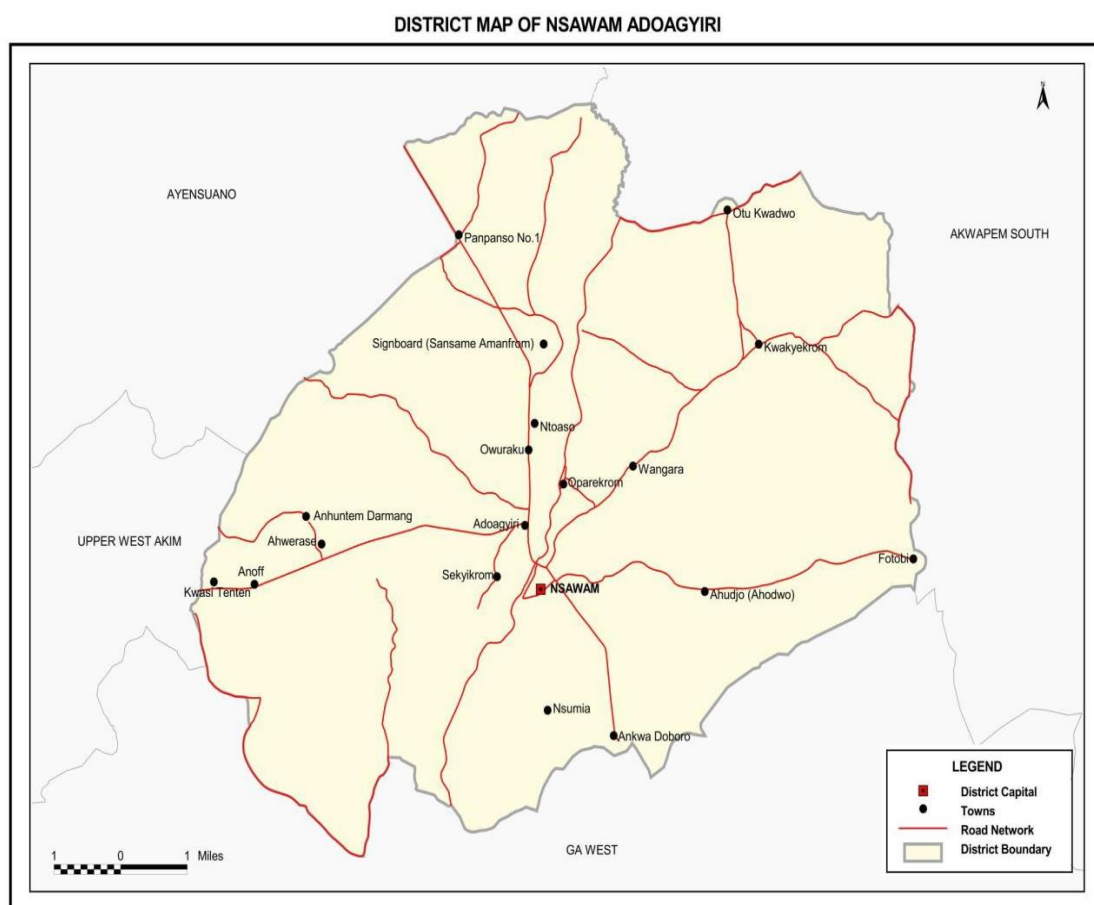 DISTRICT MAP OF NSAWAM ADOAGYIRI
N
AYENSUANO
Otu Kwadwo
AKWAPEM SOUTH
Panpanso No.1
Signboard (Sansame Amanfrom)
Kwakyekrom
Ntoaso
Owuraku
Wangara
Oparekrom
Anhuntem Darmang
Adoagyiri
UPPER WEST AKIM
Ahwerase
Fotobi
Anoff
Sekyikrom
Kwasi Tenten
NSAWAM
Ahudjo (Ahodwo)
Nsumia
Ankwa Doboro
LEGEND
District Capital
Towns
Road Network
District Boundary
GA WEST
1 0 1 Miles